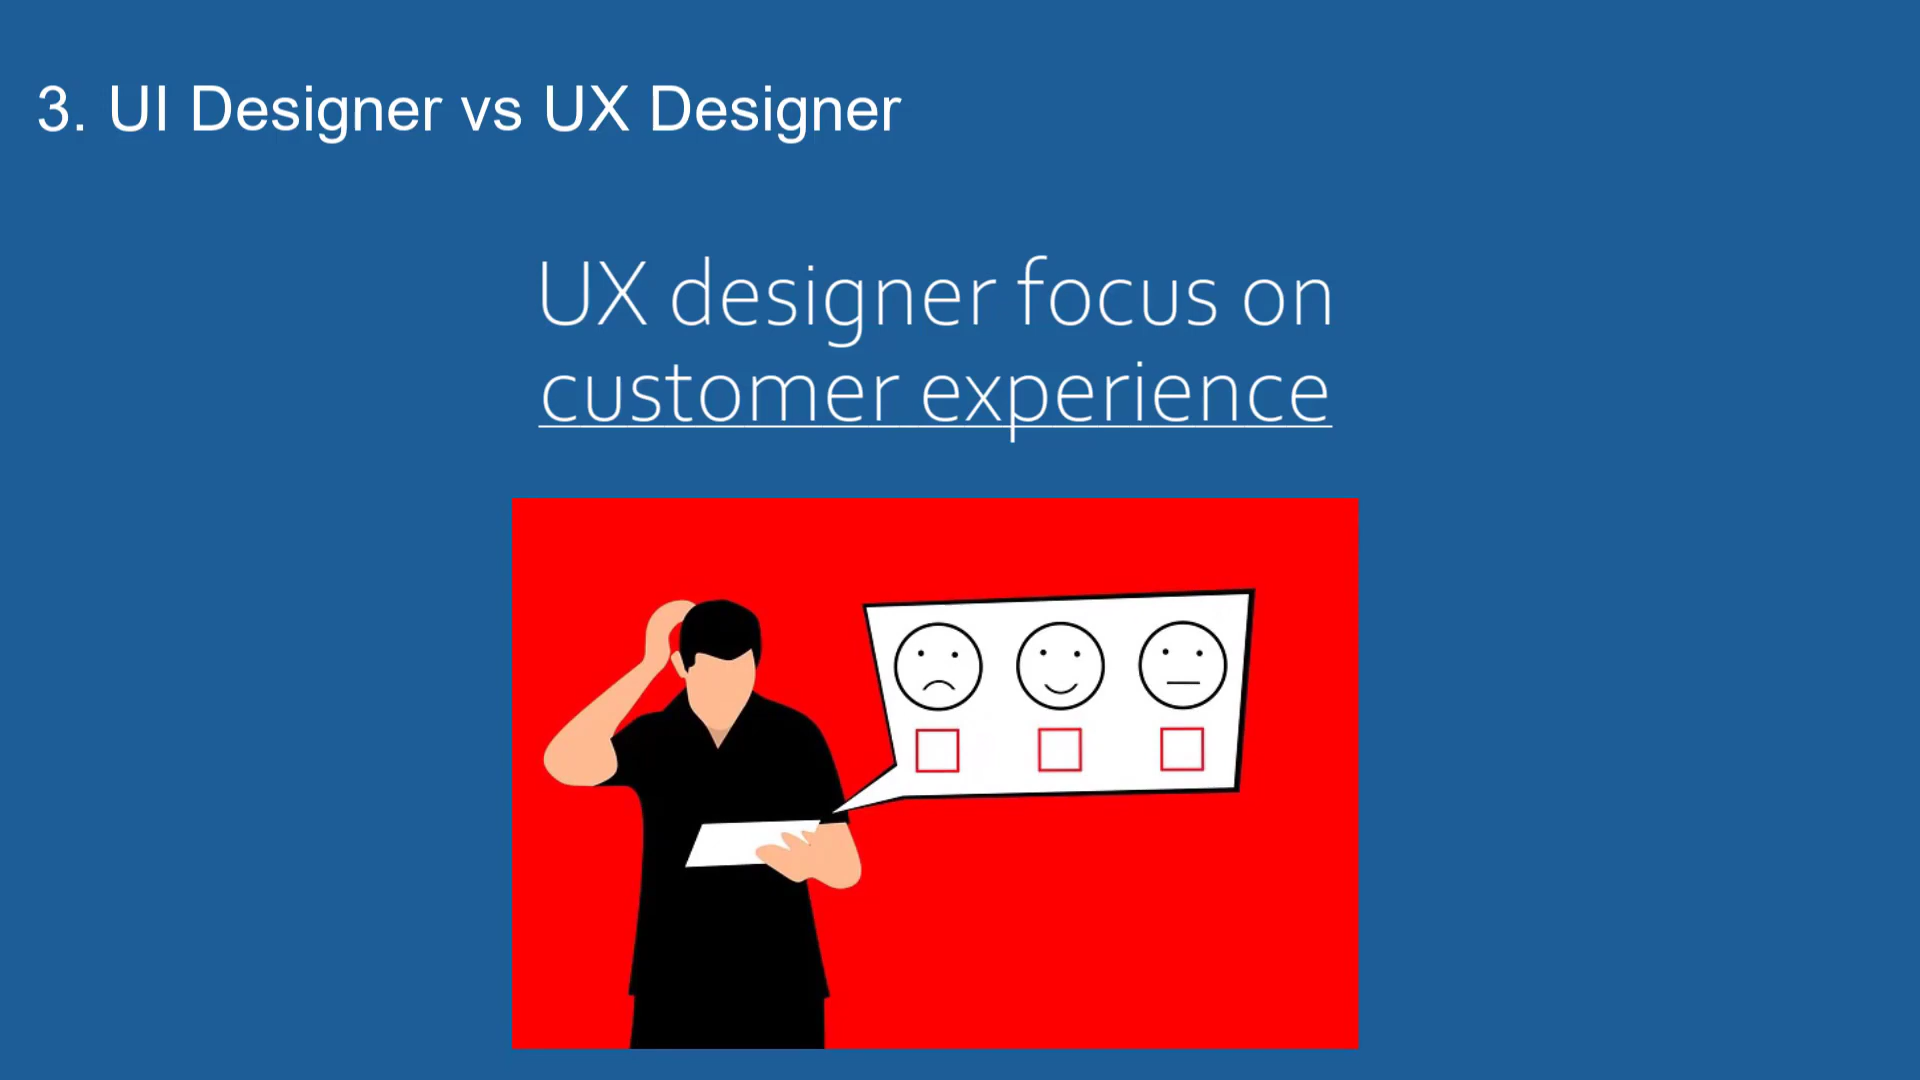 3. UI Designer vs UX Designer
UX designer focus on
customer experience